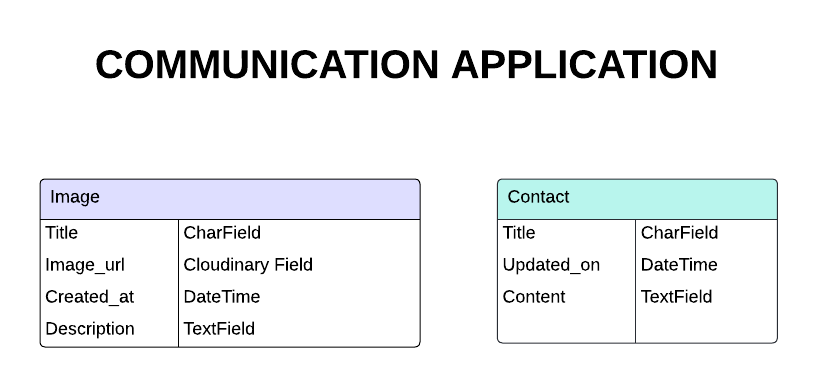 COMMUNICATION APPLICATION
Image
Title CharField
Image_url Cloudinary Field
Created_at DateTime
Description TextField
Contact
Title CharField
Updated_on DateTime
Content TextField